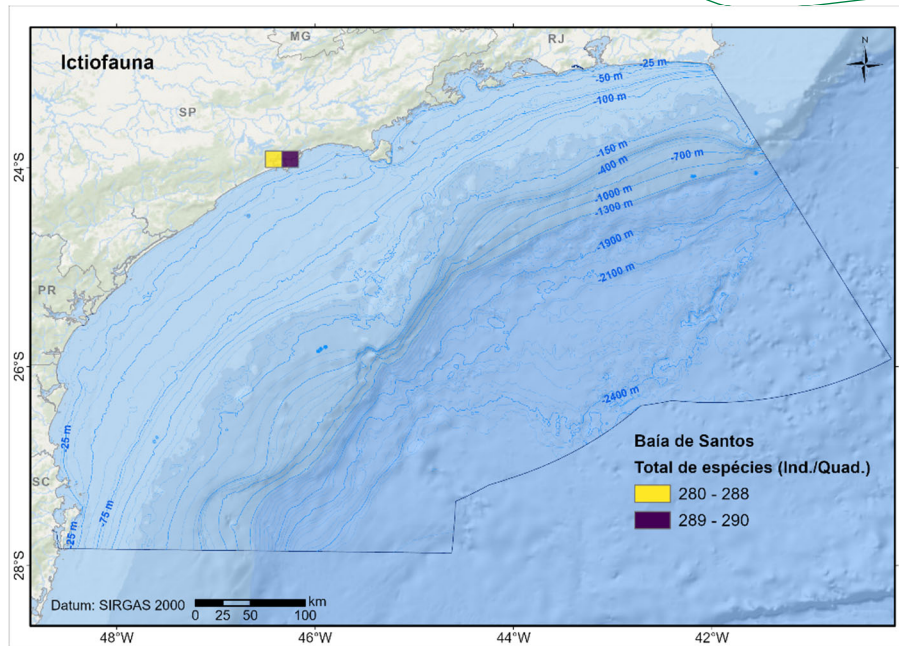 MG
RJ
N
Ictiofauna
-25 m
-50 m
-100 m
SP
-150 m
-700 m
24°S
-400 m
-1000 m
-1300 m
-1900 m
-2100 m
PR
26°S
-2400 m
-25 m
Baía de Santos
Total de espécies (Ind./Quad.)
SC
280 - 288
-75 m
289 - 290
-25 m
28°S
Datum: SIRGAS 2000
km
0 25 50 100
48°W 46°W 44°W 42°W